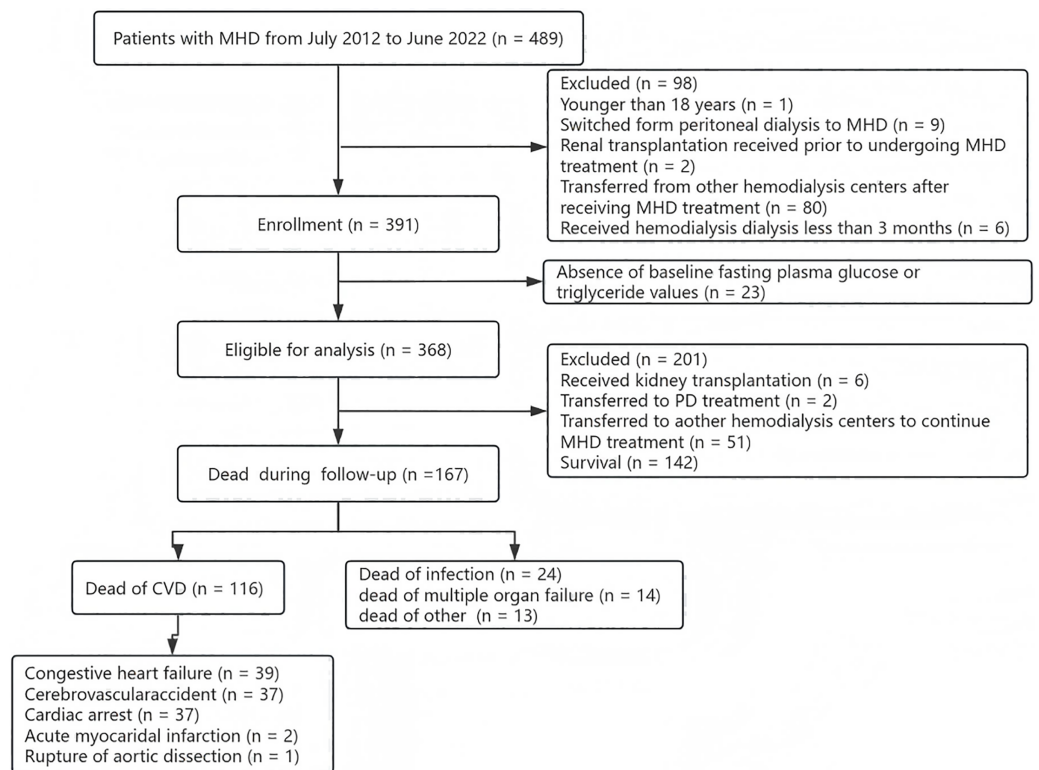 Patients with MHD from July 2012 to June 2022 (n = 489)
Excluded (n = 98)
Younger than 18 years (n = 1)
Switched form peritoneal dialysis to MHD (n = 9)
Renal transplantation received prior to undergoing MHD
treatment (n = 2)
Transferred from other hemodialysis centers after
receiving MHD treatment (n = 80)
Received hemodialysis dialysis less than 3 months (n = 6)
Enrollment (n = 391)
Absence of baseline fasting plasma glucose or
triglyceride values (n = 23)
Eligible for analysis (n = 368)
Excluded (n = 201)
Received kidney transplantation (n = 6)
Transferred to PD treatment (n = 2)
Transferred to aother hemodialysis centers to continue
MHD treatment (n = 51)
Survival (n = 142)
Dead during follow-up (n =167)
Dead of CVD (n = 116)
Dead of infection (n = 24)
dead of multiple organ failure (n = 14)
dead of other (n = 13)
Congestive heart failure (n = 39)
Cerebrovascularaccident (n = 37)
Cardiac arrest (n = 37)
Acute myocaridal infarction (n = 2)
Rupture of aortic dissection (n = 1)